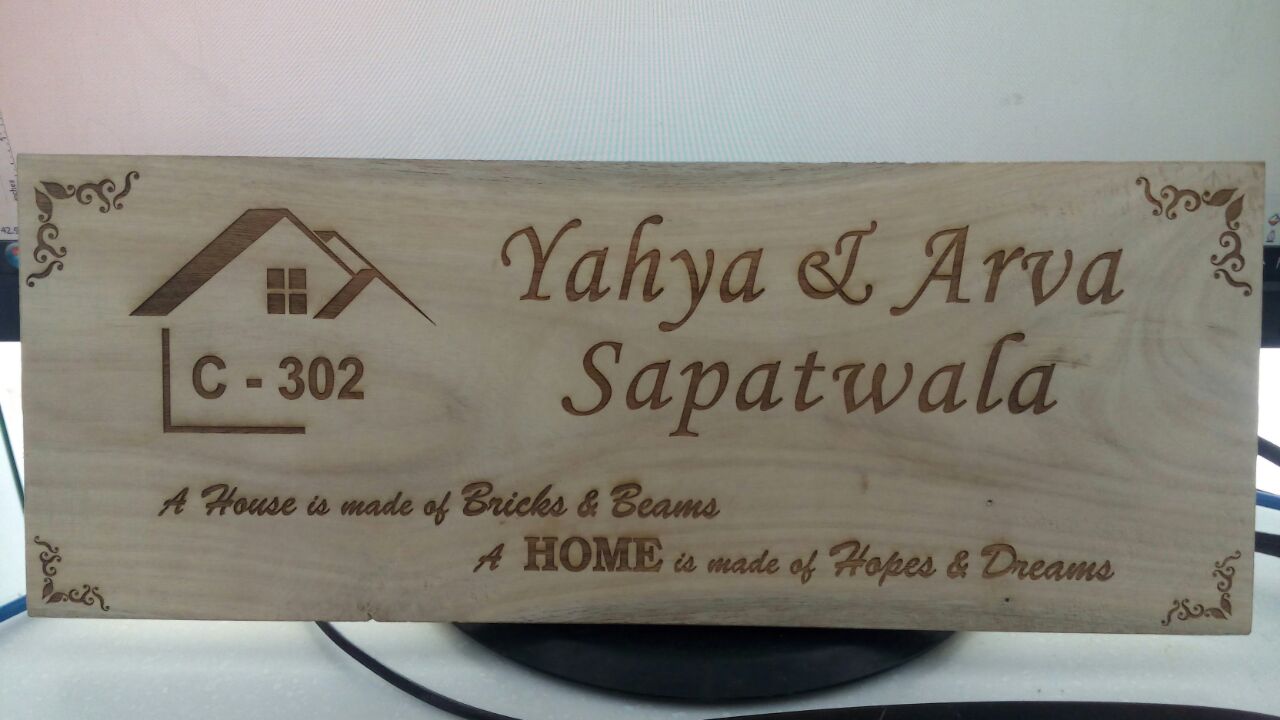 Yahya & Arva
Sapatwala
C - 302
A House is made of Bricks & Beams
A HOME is made of Hopes & Dreams